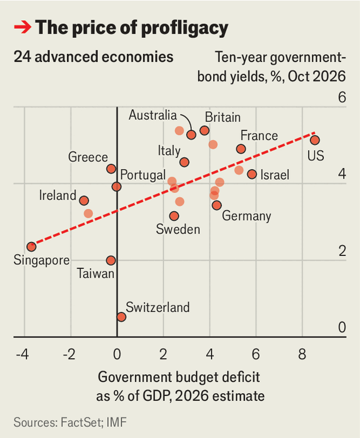 → The price of profligacy
24 advanced economies
Ten-year government-
bond yields, %, Oct 2026
6
Australia
Britain
France
Greece
Italy
US
Portugal
Israel
4
Ireland
Germany
Sweden
Singapore
Taiwan
2
Switzerland
0
-4 -2 0 2 4 6 8
Government budget deficit
as % of GDP, 2026 estimate
Sources: FactSet; IMF